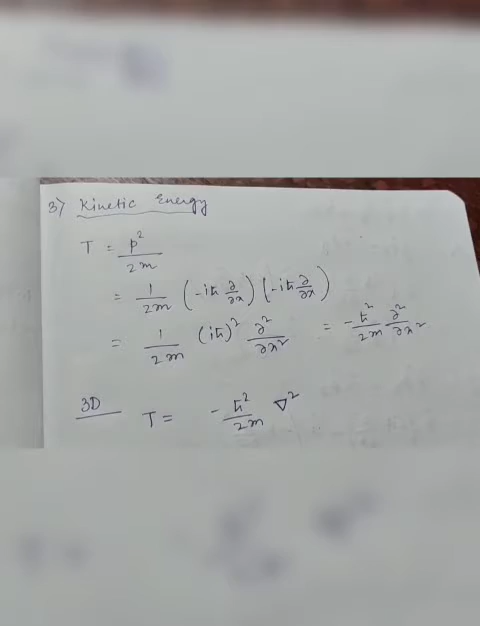 3) Kinetic Energy
T = p²/2m
= 1/2m (-iħ ∂/∂x) (-iħ ∂/∂x)
= 1/2m (iħ)² ∂²/∂x² = -ħ²/2m ∂²/∂x²
3D T = -ħ²/2m ∇²